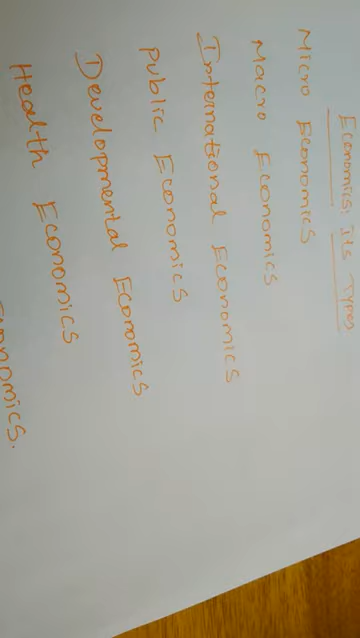 Economics; Its Types
Micro Economics
Macro Economics
International Economics
Public Economics
Developmental Economics
Health Economics
Economics.